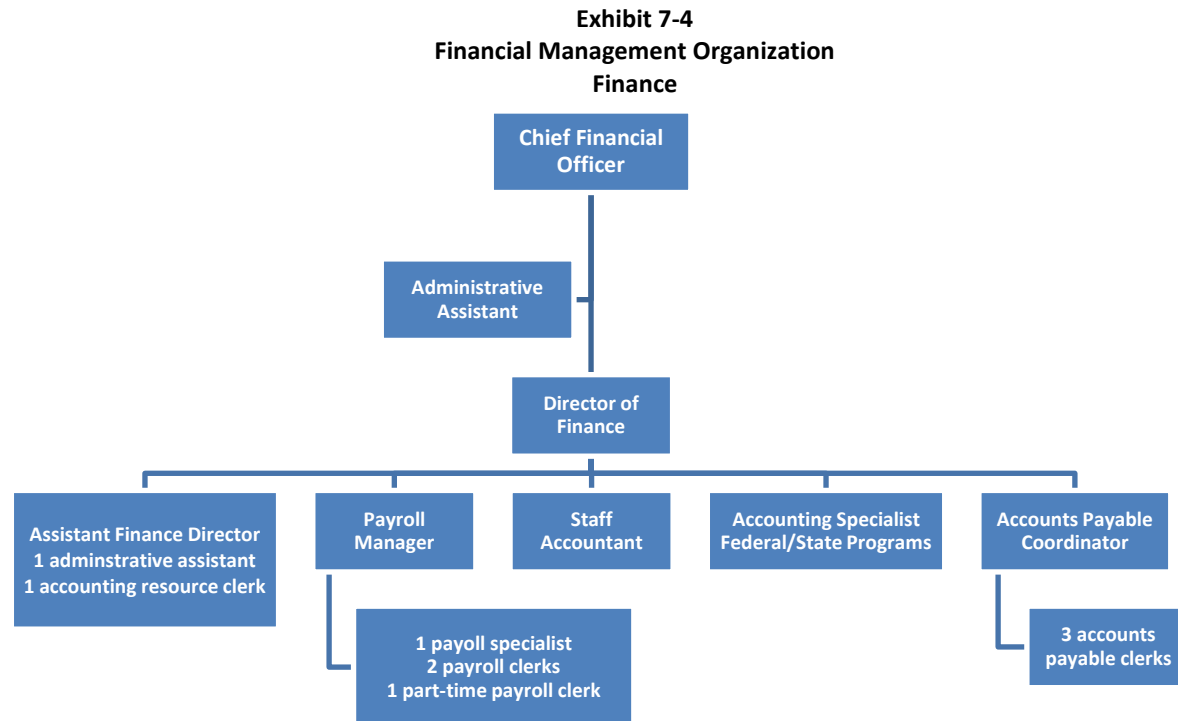 Exhibit 7-4
Financial Management Organization
Finance
Chief Financial
Officer
Administrative
Assistant
Director of
Finance
Assistant Finance Director
1 adminstrative assistant
1 accounting resource clerk
Payroll
Manager
Staff
Accountant
Accounting Specialist
Federal/State Programs
Accounts Payable
Coordinator
1 payoll specialist
2 payroll clerks
1 part-time payroll clerk
3 accounts
payable clerks